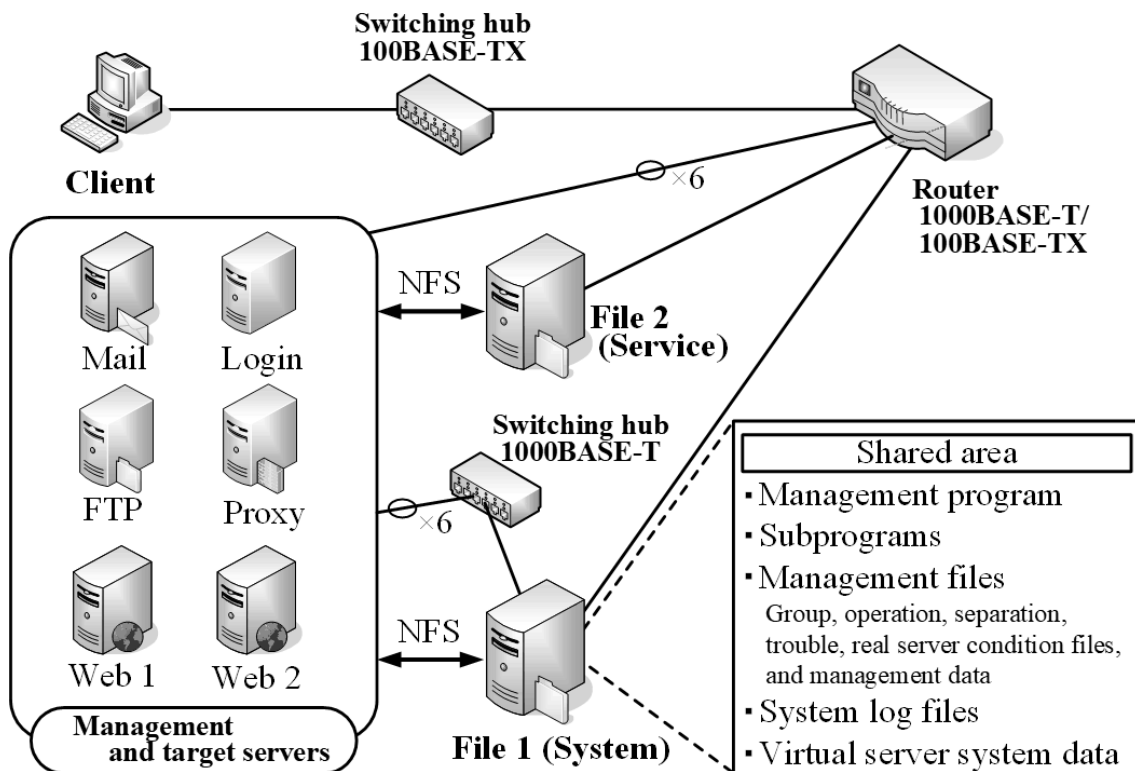 Switching hub
100BASE-TX
Client
×6
Router
1000BASE-T/
100BASE-TX
Mail
Login
NFS
File 2
(Service)
FTP
Proxy
Switching hub
1000BASE-T
×6
Web 1
Web 2
NFS
Management
and target servers
File 1 (System)
Shared area
・Management program
・Subprograms
・Management files
Group, operation, separation,
trouble, real server condition files,
and management data
・System log files
・Virtual server system data